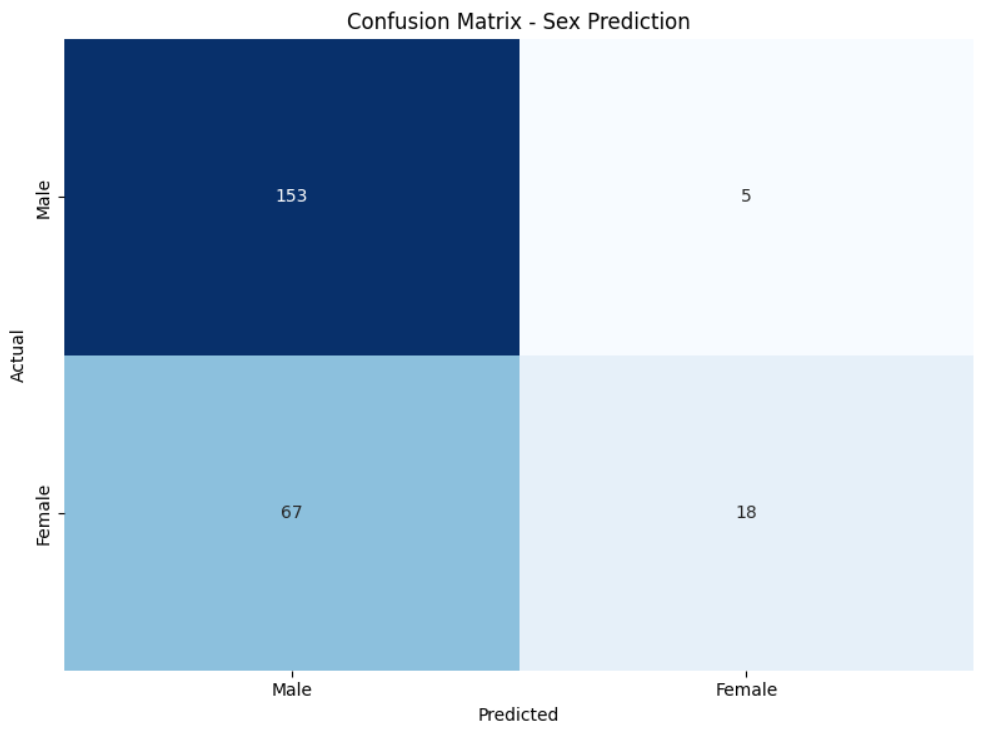 Confusion Matrix - Sex Prediction
Actual
Male
153
5
Female
67
18
Male
Female
Predicted